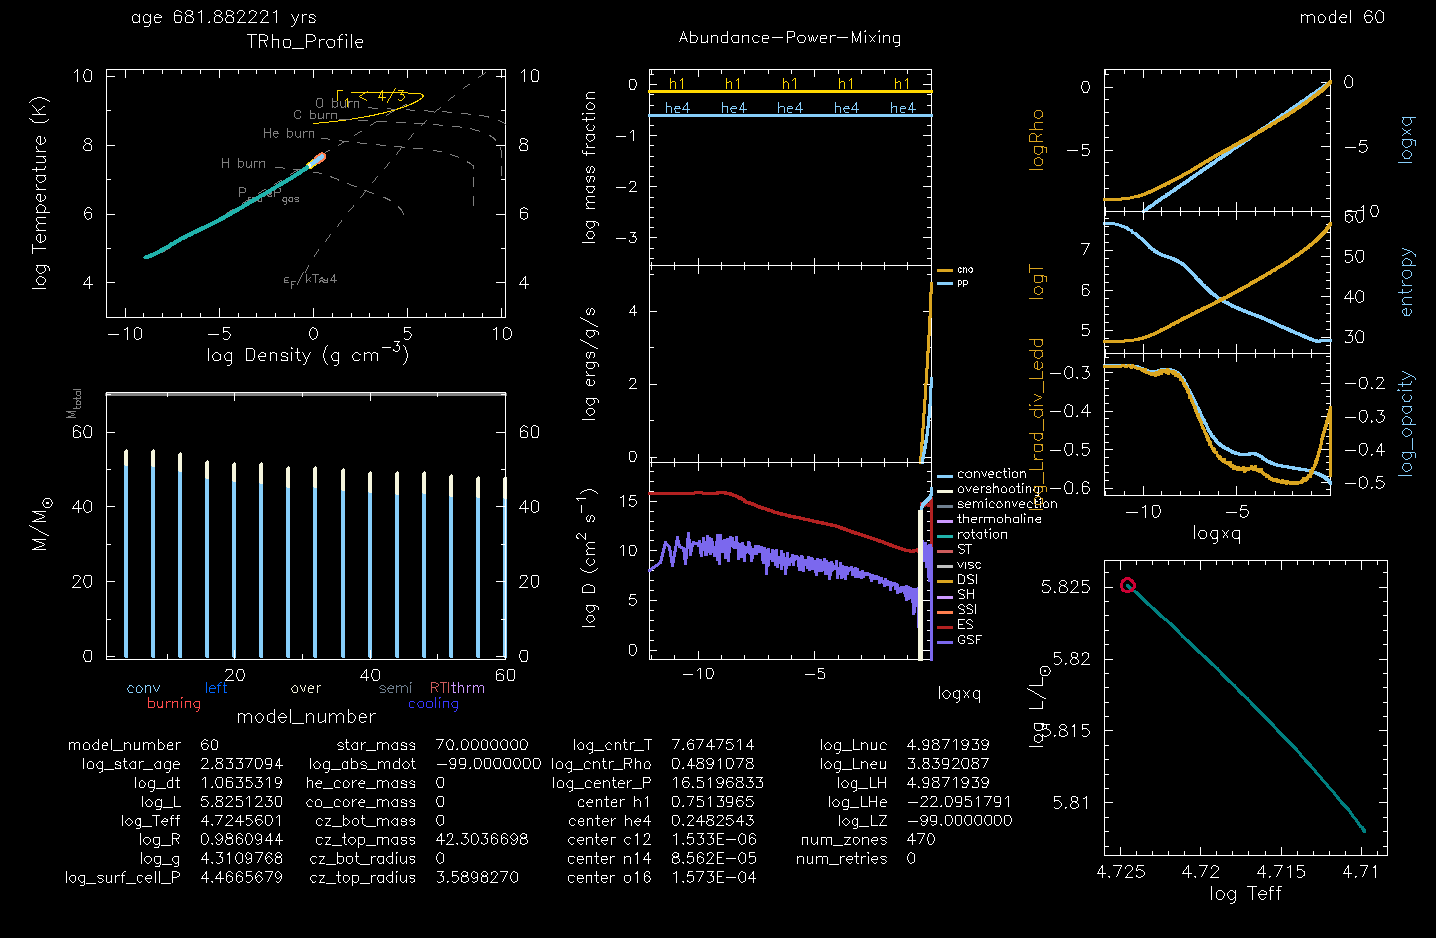 age 681.882221 yrs
model 60
TRho_Profile
Abundance-Power-Mixing
log Temperature (K)
10
8
6
4
10
8
6
4
O burn
C burn
He burn
H burn
4/3
ε_F/kT≈4
-10
-5
0
5
10
log Density (g cm^-3)
M_total
M/M⊙
60
40
20
0
60
40
20
0
20
40
60
conv
left
over
semi
RTI
thrm
burning
cooling
model_number
log mass fraction
0
-1
-2
-3
h1 h1 h1 h1 h1
he4 he4 he4 he4 he4
log ergs/g/s
4
2
0
cno
pp
log D (cm^2 s^-1)
15
10
5
0
convection
overshooting
semiconvection
thermohaline
rotation
ST
visc
DSI
SH
SSI
ES
GSF
-10
-5
logxq
logRho
0
-5
0
-5
-10
logxq
logT
7
6
5
60
50
40
30
entropy
log_Lrad_div_Ledd
-0.3
-0.4
-0.5
-0.6
-0.2
-0.3
-0.4
-0.5
log_opacity
-10
-5
logxq
log L/L⊙
5.825
5.82
5.815
5.81
4.725
4.72
4.715
4.71
log Teff
model_number 60 star_mass 70.0000000 log_cntr_T 7.6747514 log_Lnuc 4.9871939
log_star_age 2.8337094 log_abs_mdot -99.0000000 log_cntr_Rho 0.4891078 log_Lneu 3.8392087
log_dt 1.0635319 he_core_mass 0 log_center_P 16.5196833 log_LH 4.9871939
log_L 5.8251230 co_core_mass 0 center h1 0.7513965 log_LHe -22.0951791
log_Teff 4.7245601 cz_bot_mass 0 center he4 0.2482543 log_LZ -99.0000000
log_R 0.9860944 cz_top_mass 42.3036698 center c12 1.533E-06 num_zones 470
log_g 4.3109768 cz_bot_radius 0 center n14 8.562E-05 num_retries 0
log_surf_cell_P 4.4665679 cz_top_radius 3.5898270 center o16 1.573E-04